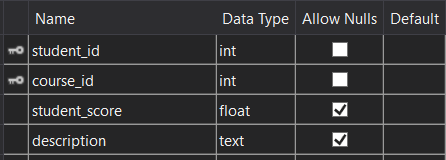 Name Data Type Allow Nulls Default
student_id int
course_id int
student_score float
description text